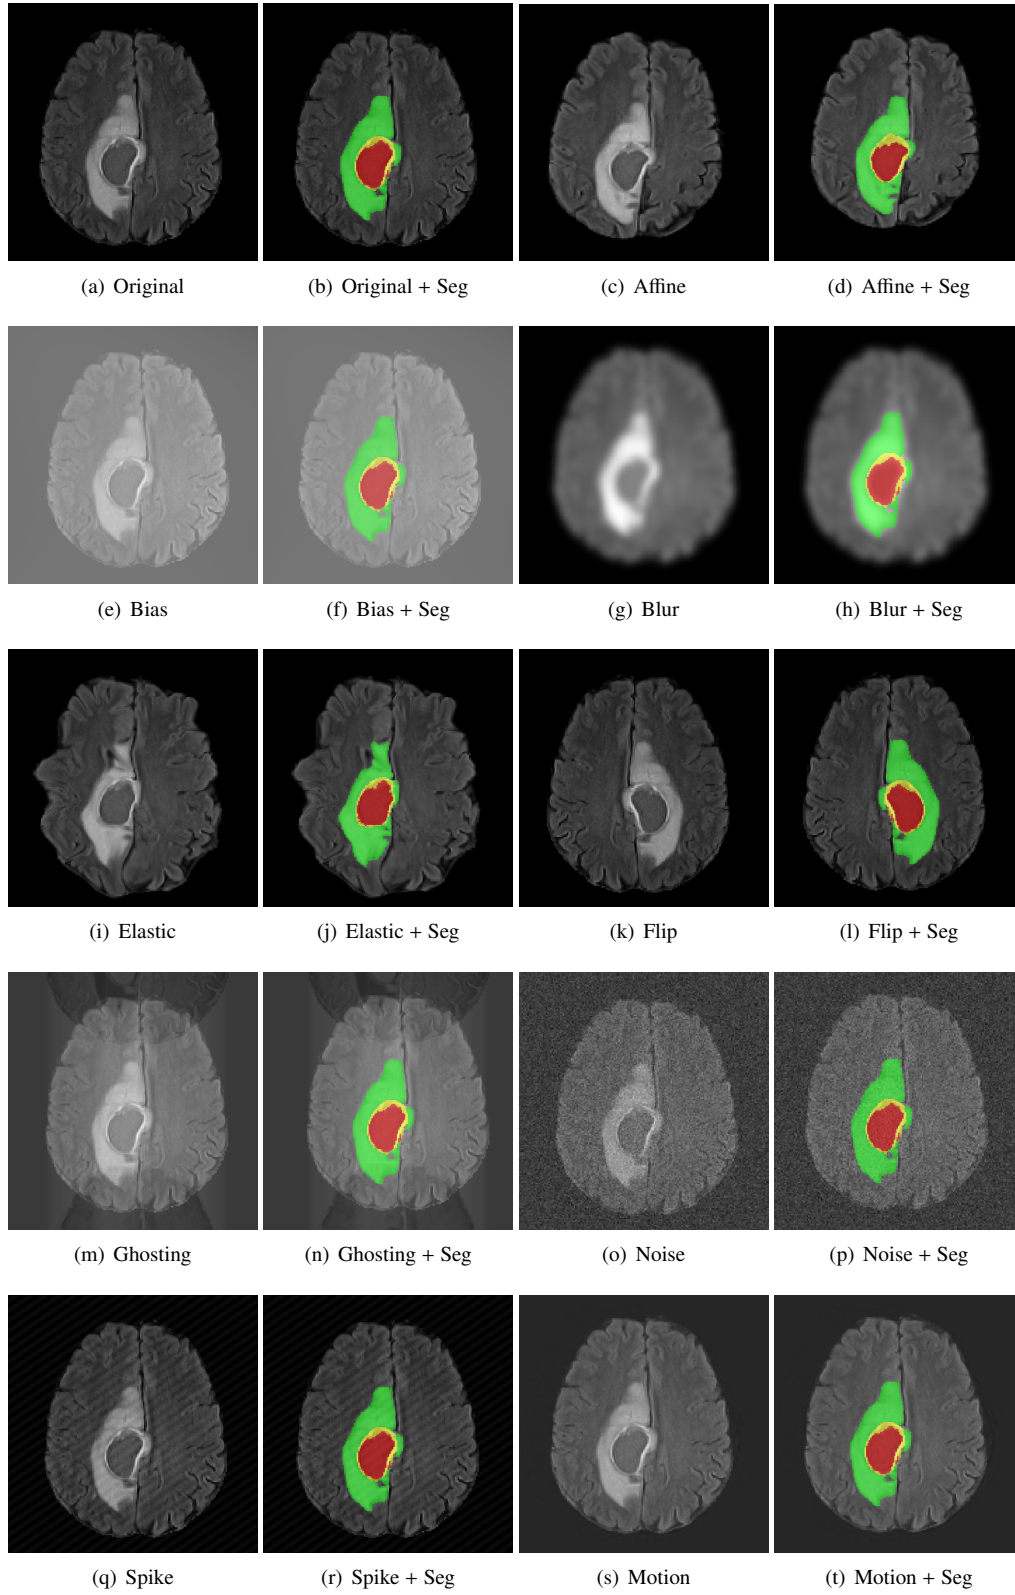 (a) Original
(b) Original + Seg
(c) Affine
(d) Affine + Seg
(e) Bias
(f) Bias + Seg
(g) Blur
(h) Blur + Seg
(i) Elastic
(j) Elastic + Seg
(k) Flip
(l) Flip + Seg
(m) Ghosting
(n) Ghosting + Seg
(o) Noise
(p) Noise + Seg
(q) Spike
(r) Spike + Seg
(s) Motion
(t) Motion + Seg